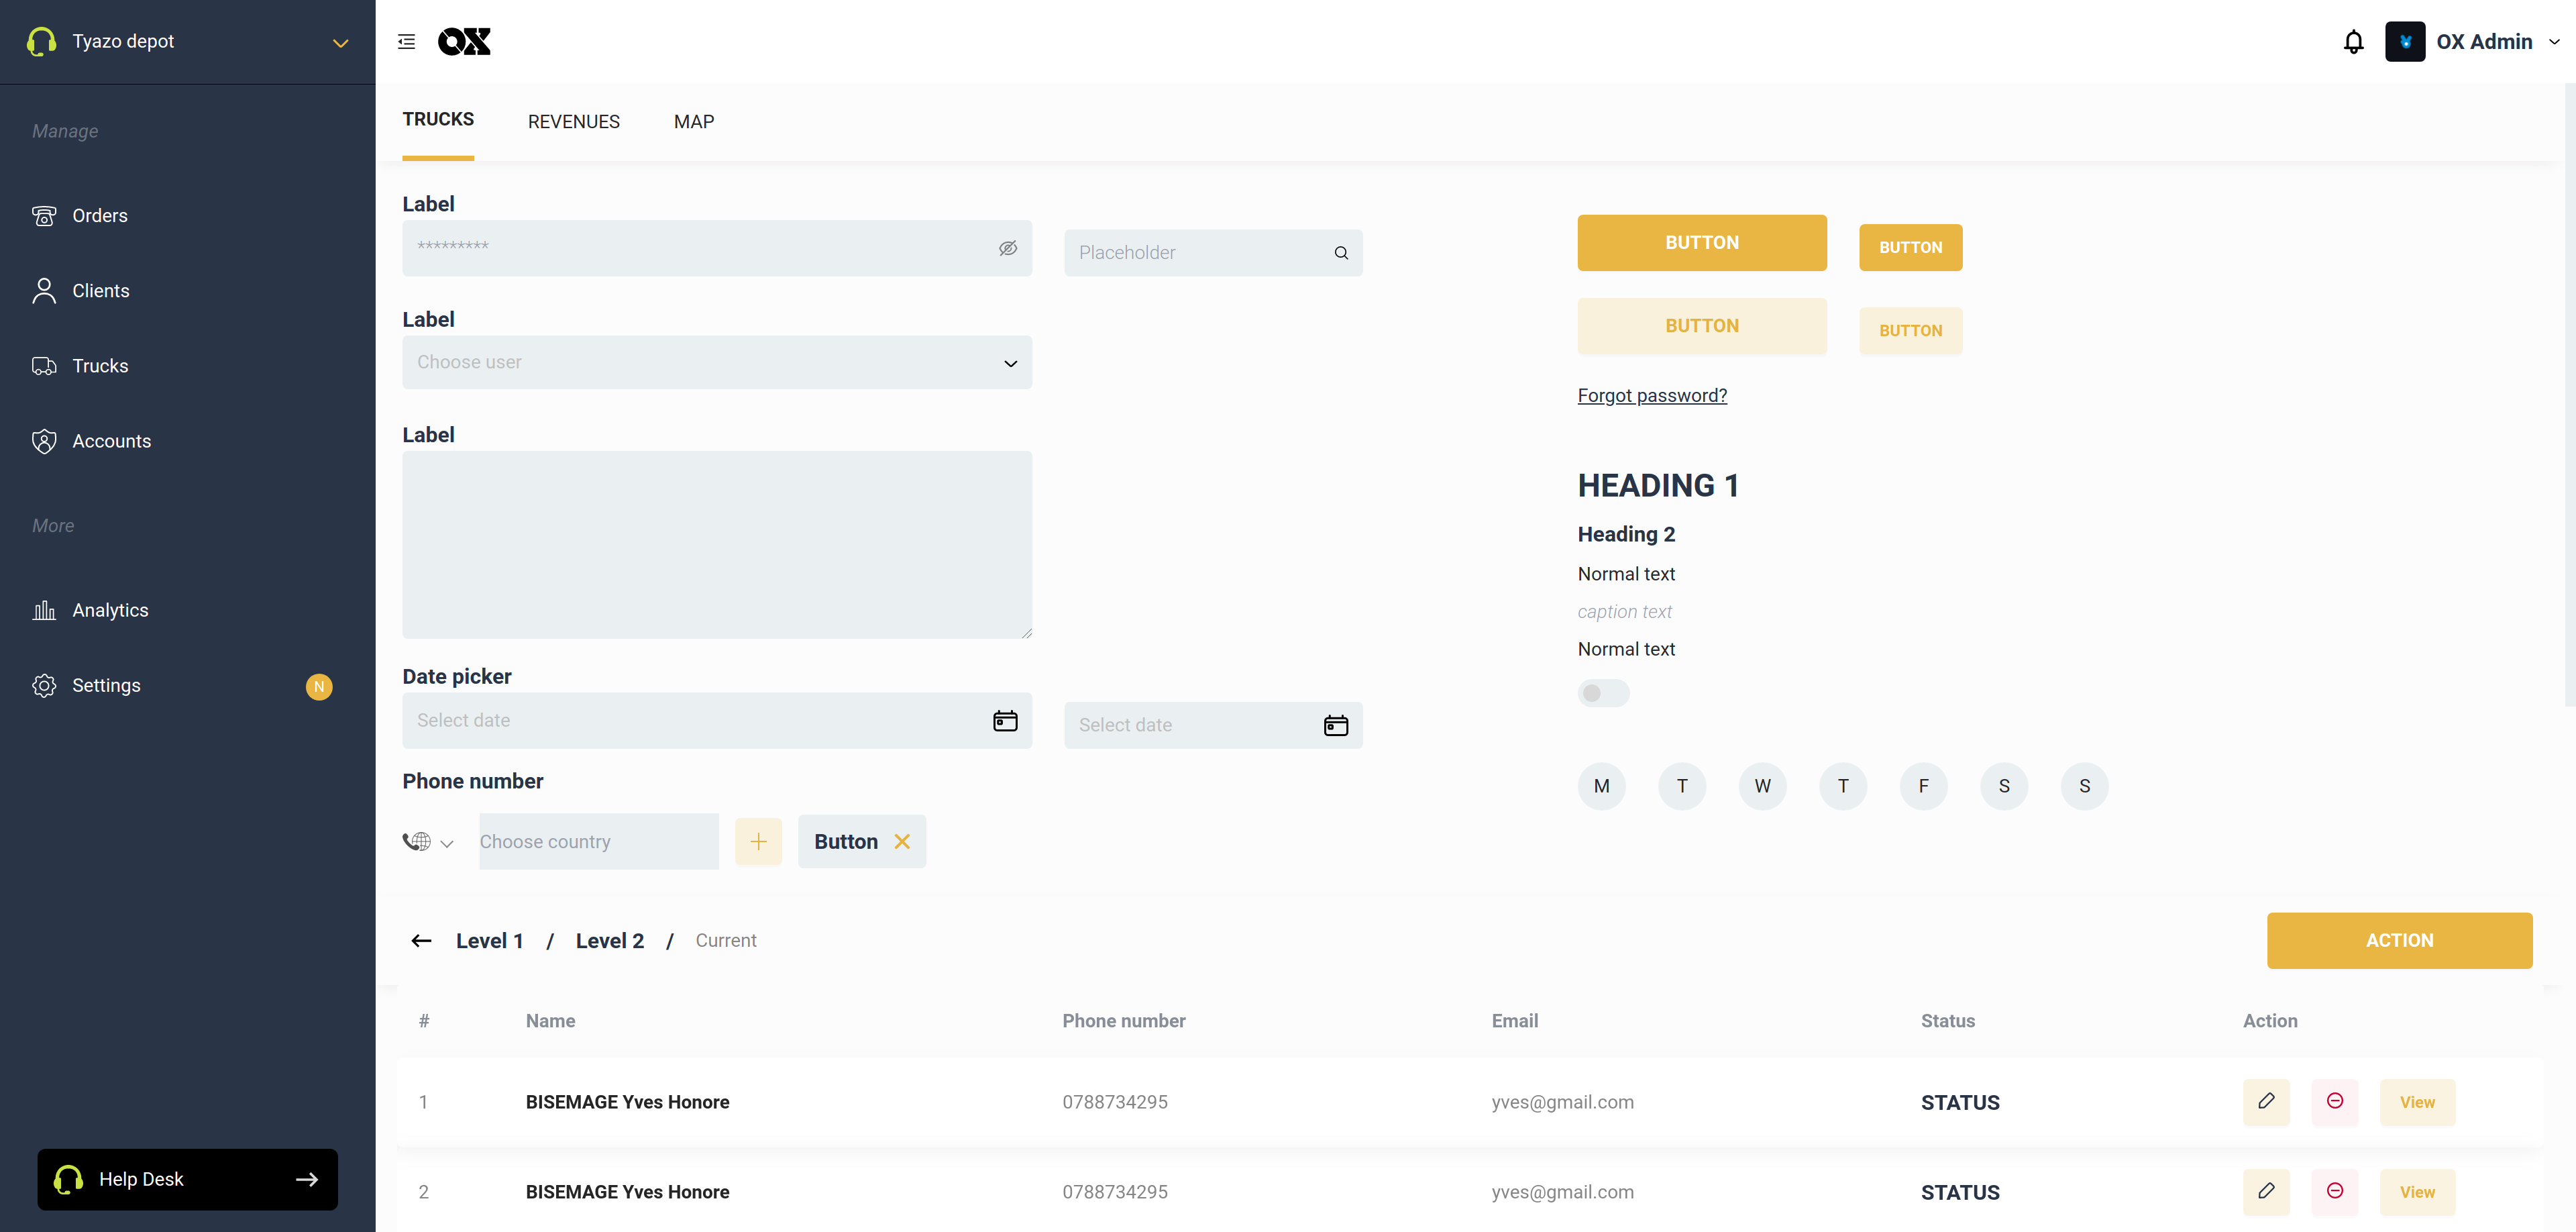 Tyazo depot
OX
OX Admin
Manage
Orders
Clients
Trucks
Accounts
More
Analytics
Settings
N
Help Desk
TRUCKS
REVENUES
MAP
Label
*********
Placeholder
Label
Choose user
Label
Date picker
Select date
Select date
Phone number
Choose country
Button
BUTTON
BUTTON
BUTTON
BUTTON
Forgot password?
HEADING 1
Heading 2
Normal text
caption text
Normal text
M T W T F S S
Level 1 / Level 2 / Current
ACTION
# Name Phone number Email Status Action
1 BISEMAGE Yves Honore 0788734295 yves@gmail.com STATUS View
2 BISEMAGE Yves Honore 0788734295 yves@gmail.com STATUS View